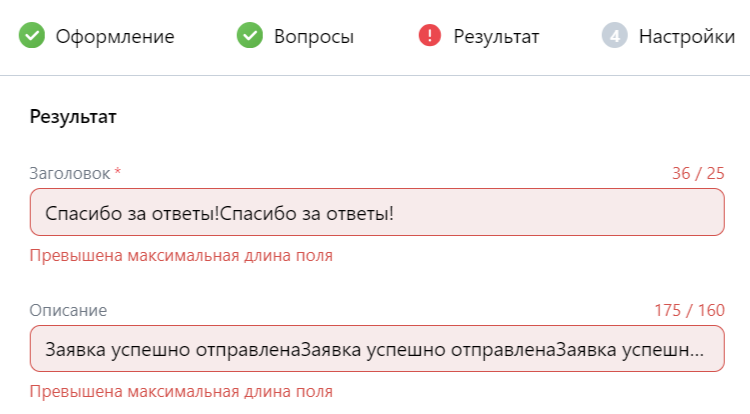 Оформление Вопросы ! Результат 4 Настройки
Результат
Заголовок * 36 / 25
Спасибо за ответы!Спасибо за ответы!
Превышена максимальная длина поля
Описание 175 / 160
Заявка успешно отправленаЗаявка успешно отправленаЗаявка успешн...
Превышена максимальная длина поля